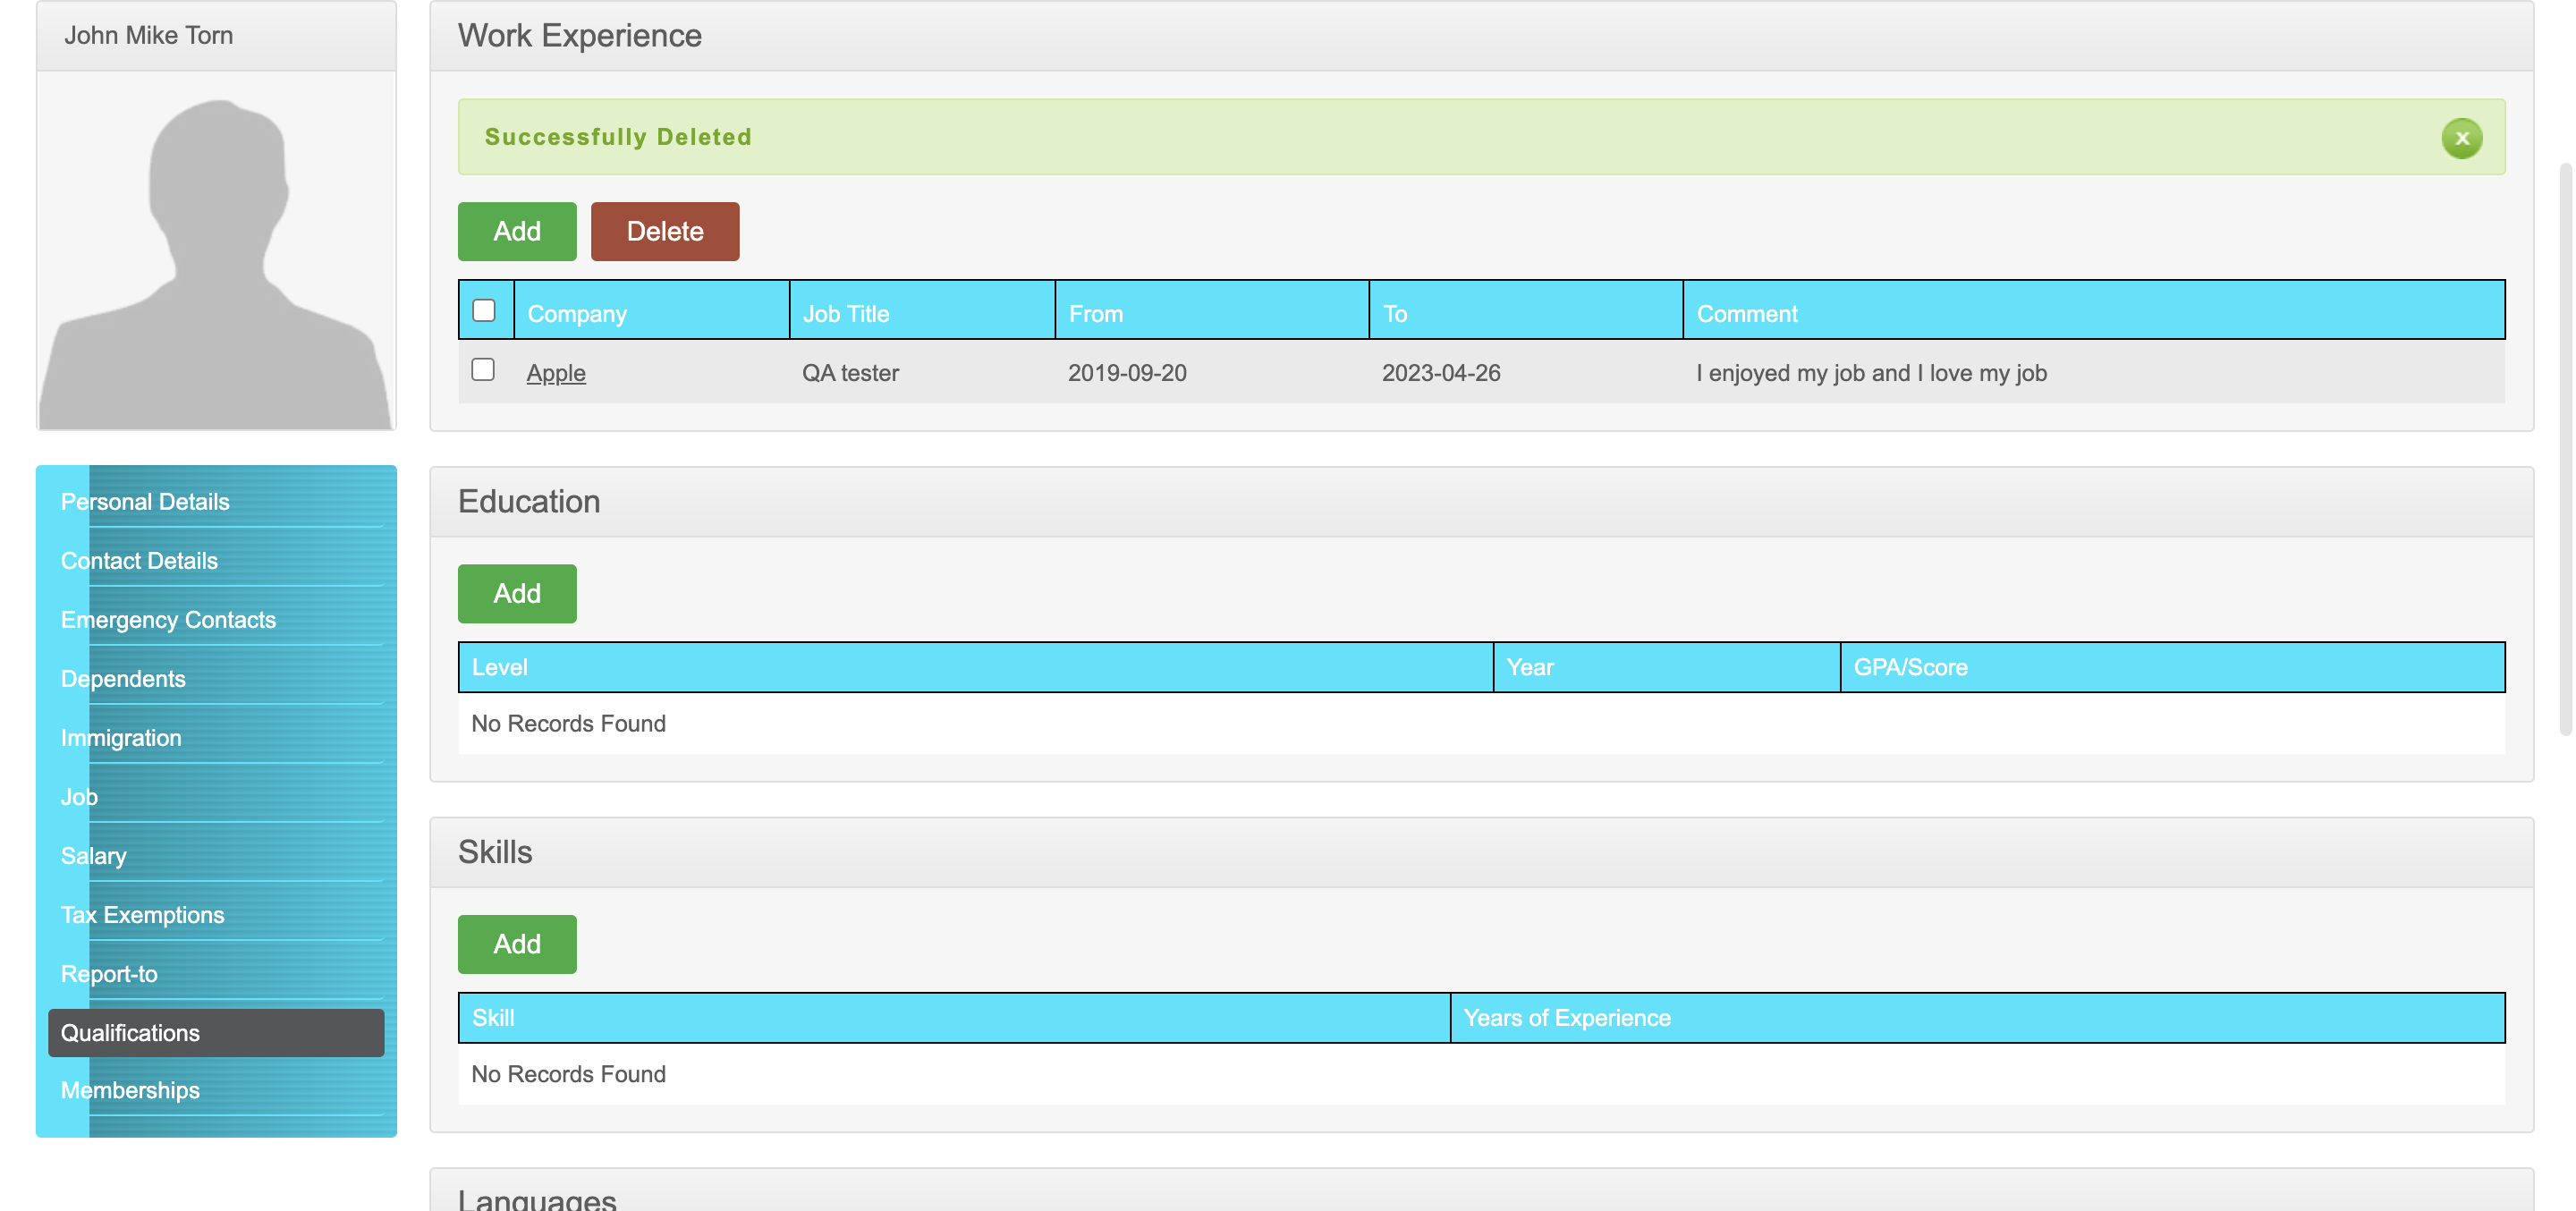 John Mike Torn
Work Experience
Successfully Deleted
x
Add Delete
Company Job Title From To Comment
Apple QA tester 2019-09-20 2023-04-26 I enjoyed my job and I love my job
Personal Details
Contact Details
Emergency Contacts
Dependents
Immigration
Job
Salary
Tax Exemptions
Report-to
Qualifications
Memberships
Education
Add
Level Year GPA/Score
No Records Found
Skills
Add
Skill Years of Experience
No Records Found
Languages